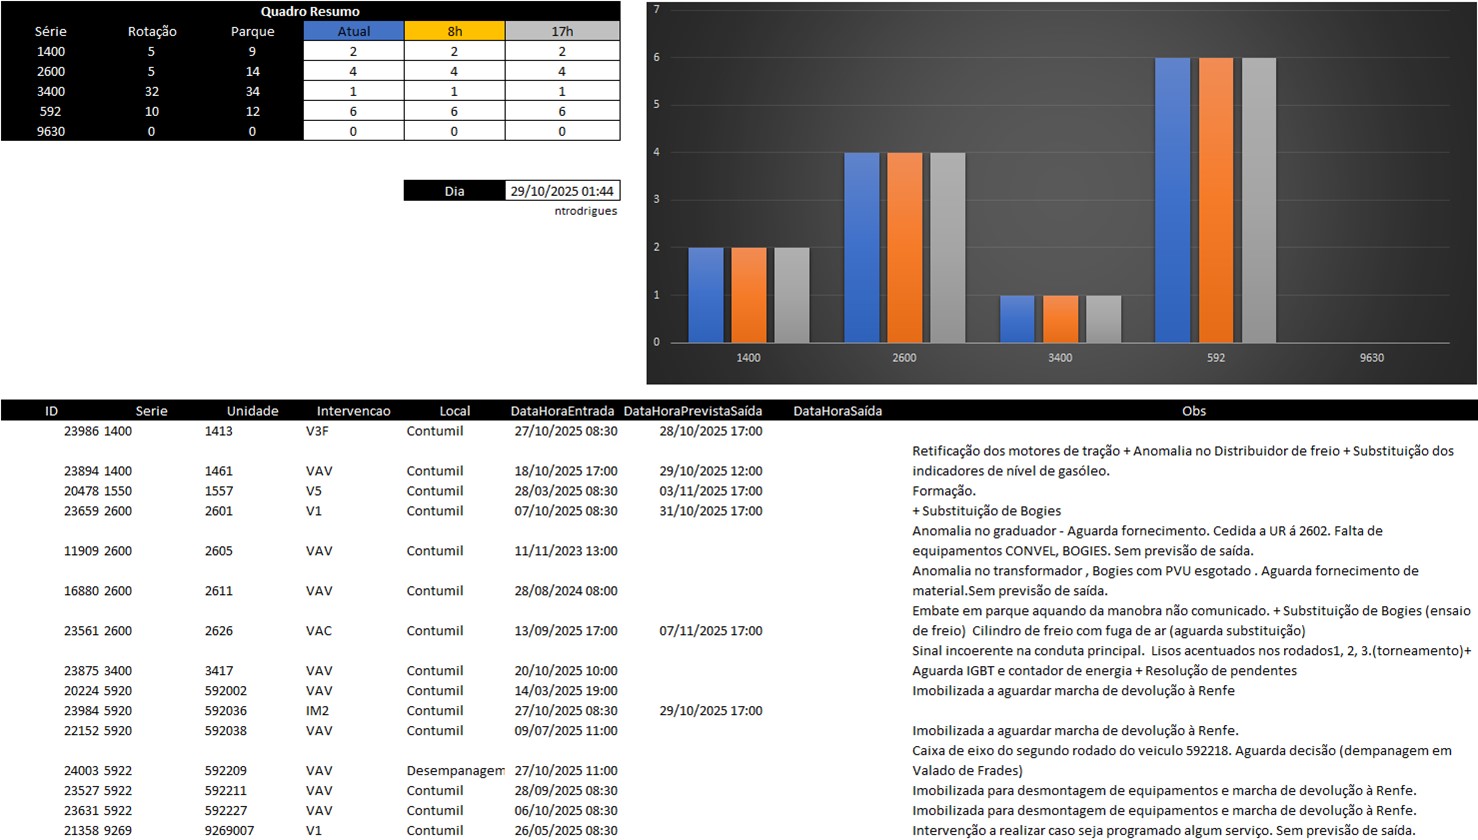 Quadro Resumo
Série Rotação Parque Atual 8h 17h
1400 5 9 2 2 2
2600 5 14 4 4 4
3400 32 34 1 1 1
592 10 12 6 6 6
9630 0 0 0 0 0
Dia 29/10/2025 01:44
ntrodrigues
7
6
5
4
3
2
1
0
1400 2600 3400 592 9630
ID Serie Unidade Intervencao Local DataHoraEntrada DataHoraPrevistaSaída DataHoraSaída Obs
23986 1400 1413 V3F Contumil 27/10/2025 08:30 28/10/2025 17:00
Retificação dos motores de tração + Anomalia no Distribuidor de freio + Substituição dos
23894 1400 1461 VAV Contumil 18/10/2025 17:00 29/10/2025 12:00 indicadores de nível de gasóleo.
20478 1550 1557 V5 Contumil 28/03/2025 08:30 03/11/2025 17:00 Formação.
23659 2600 2601 V1 Contumil 07/10/2025 08:30 31/10/2025 17:00 + Substituição de Bogies
Anomalia no graduador - Aguarda fornecimento. Cedida a UR á 2602. Falta de
11909 2600 2605 VAV Contumil 11/11/2023 13:00 equipamentos CONVEL, BOGIES. Sem previsão de saída.
Anomalia no transformador , Bogies com PVU esgotado . Aguarda fornecimento de
16880 2600 2611 VAV Contumil 28/08/2024 08:00 material.Sem previsão de saída.
Embate em parque aquando da manobra não comunicado. + Substituição de Bogies (ensaio
23561 2600 2626 VAC Contumil 13/09/2025 17:00 07/11/2025 17:00 de freio) Cilindro de freio com fuga de ar (aguarda substituição)
Sinal incoerente na conduta principal. Lisos acentuados nos rodados1, 2, 3.(torneamento)+
23875 3400 3417 VAV Contumil 20/10/2025 10:00 Aguarda IGBT e contador de energia + Resolução de pendentes
20224 5920 592002 VAV Contumil 14/03/2025 19:00 Imobilizada a aguardar marcha de devolução à Renfe
23984 5920 592036 IM2 Contumil 27/10/2025 08:30 29/10/2025 17:00
22152 5920 592038 VAV Contumil 09/07/2025 11:00 Imobilizada a aguardar marcha de devolução à Renfe.
Caixa de eixo do segundo rodado do veiculo 592218. Aguarda decisão (dempanagem em
24003 5922 592209 VAV Desempanagem 27/10/2025 11:00 Valado de Frades)
23527 5922 592211 VAV Contumil 28/09/2025 08:30 Imobilizada para desmontagem de equipamentos e marcha de devolução à Renfe.
23631 5922 592227 VAV Contumil 06/10/2025 08:30 Imobilizada para desmontagem de equipamentos e marcha de devolução à Renfe.
21358 9269 9269007 V1 Contumil 26/05/2025 08:30 Intervenção a realizar caso seja programado algum serviço. Sem previsão de saída.